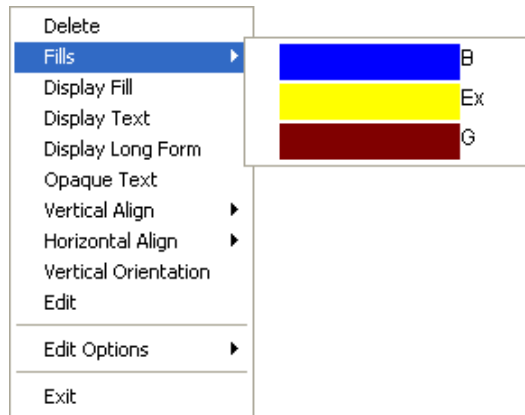 Delete
Fills
Display Fill
Display Text
Display Long Form
Opaque Text
Vertical Align
Horizontal Align
Vertical Orientation
Edit
Edit Options
Exit
B
Ex
G